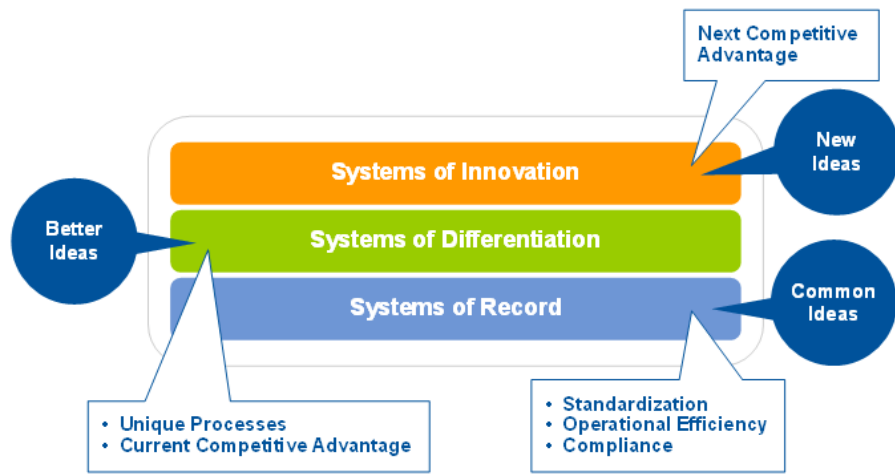 Next Competitive
Advantage
New
Ideas
Systems of Innovation
Better
Ideas
Systems of Differentiation
Systems of Record
Common
Ideas
• Unique Processes
• Current Competitive Advantage
• Standardization
• Operational Efficiency
• Compliance